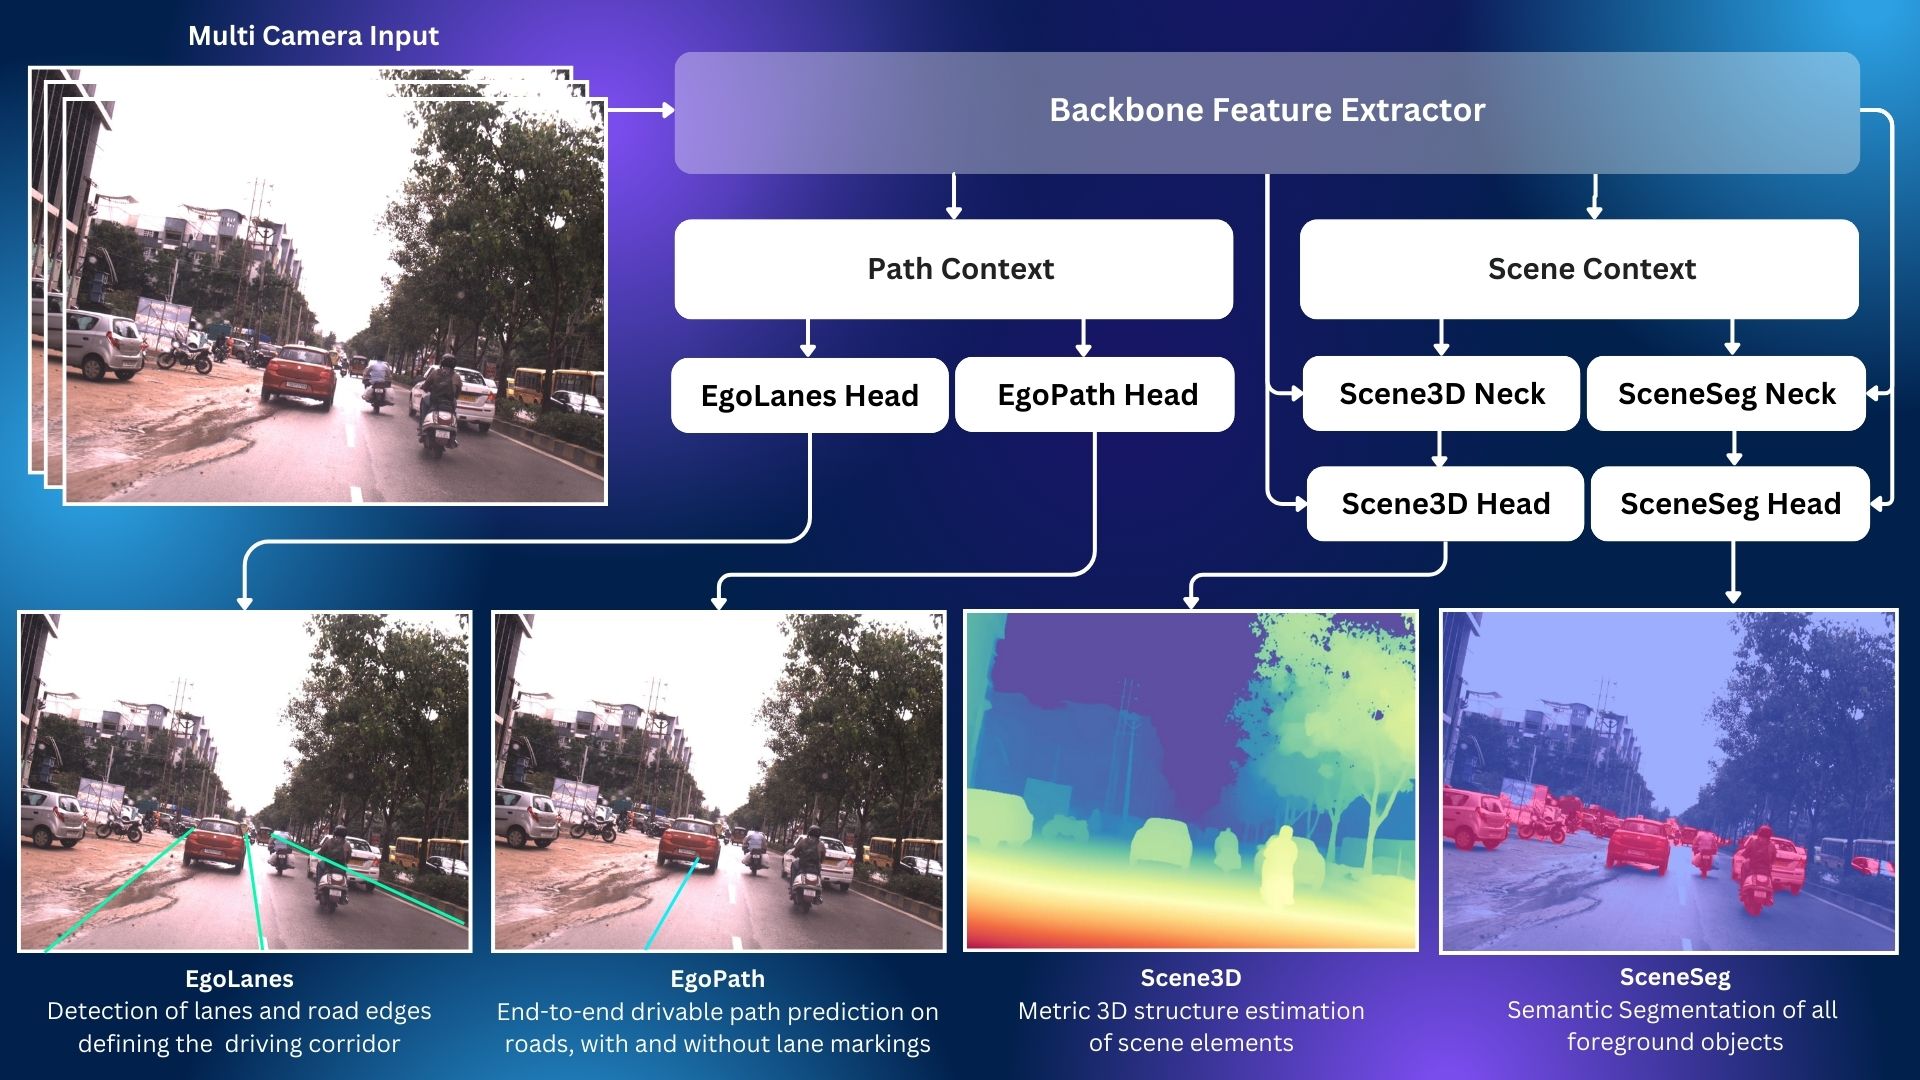 Multi Camera Input
Backbone Feature Extractor
Path Context
Scene Context
EgoLanes Head
EgoPath Head
Scene3D Neck
SceneSeg Neck
Scene3D Head
SceneSeg Head
EgoLanes
Detection of lanes and road edges
defining the  driving corridor
EgoPath
End-to-end drivable path prediction on
roads, with and without lane markings
Scene3D
Metric 3D structure estimation
of scene elements
SceneSeg
Semantic Segmentation of all
foreground objects